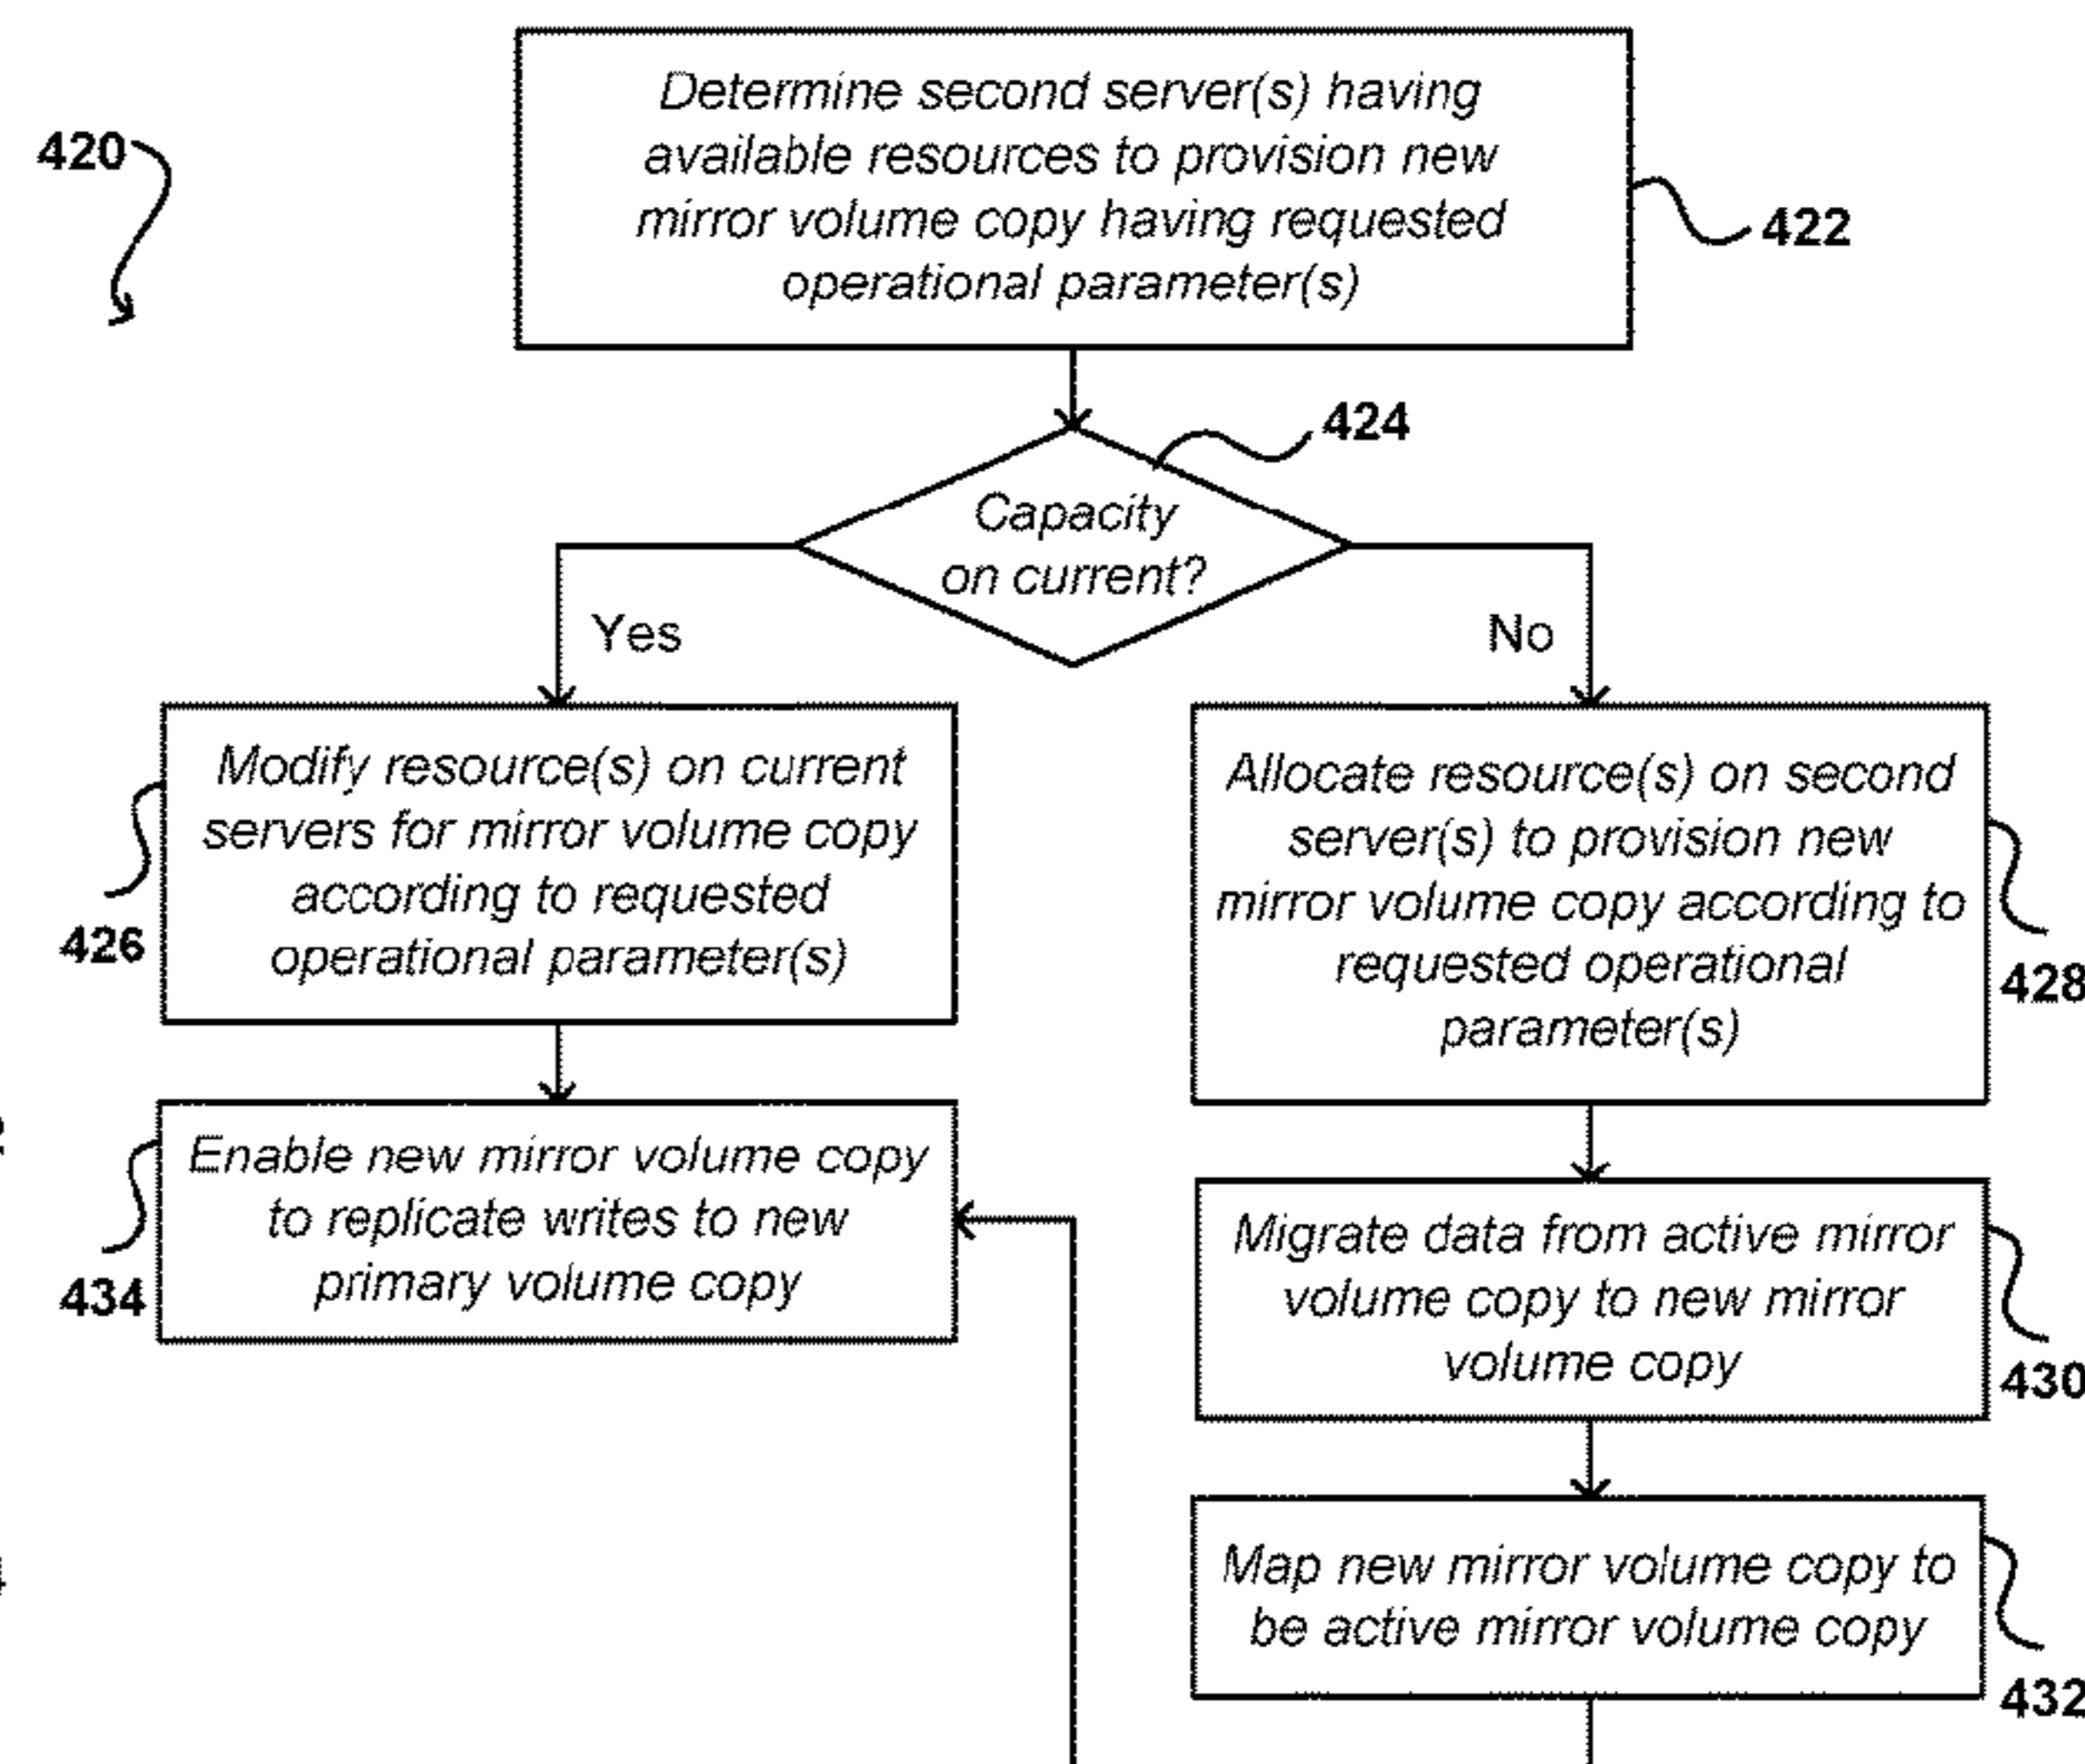 420
Determine second server(s) having
available resources to provision new
mirror volume copy having requested
operational parameter(s)
422
424
Capacity
on current?
Yes
No
Modify resource(s) on current
servers for mirror volume copy
according to requested
operational parameter(s)
426
Allocate resource(s) on second
server(s) to provision new
mirror volume copy according to
requested operational
parameter(s)
428
Enable new mirror volume copy
to replicate writes to new
primary volume copy
434
Migrate data from active mirror
volume copy to new mirror
volume copy
430
Map new mirror volume copy to
be active mirror volume copy
432